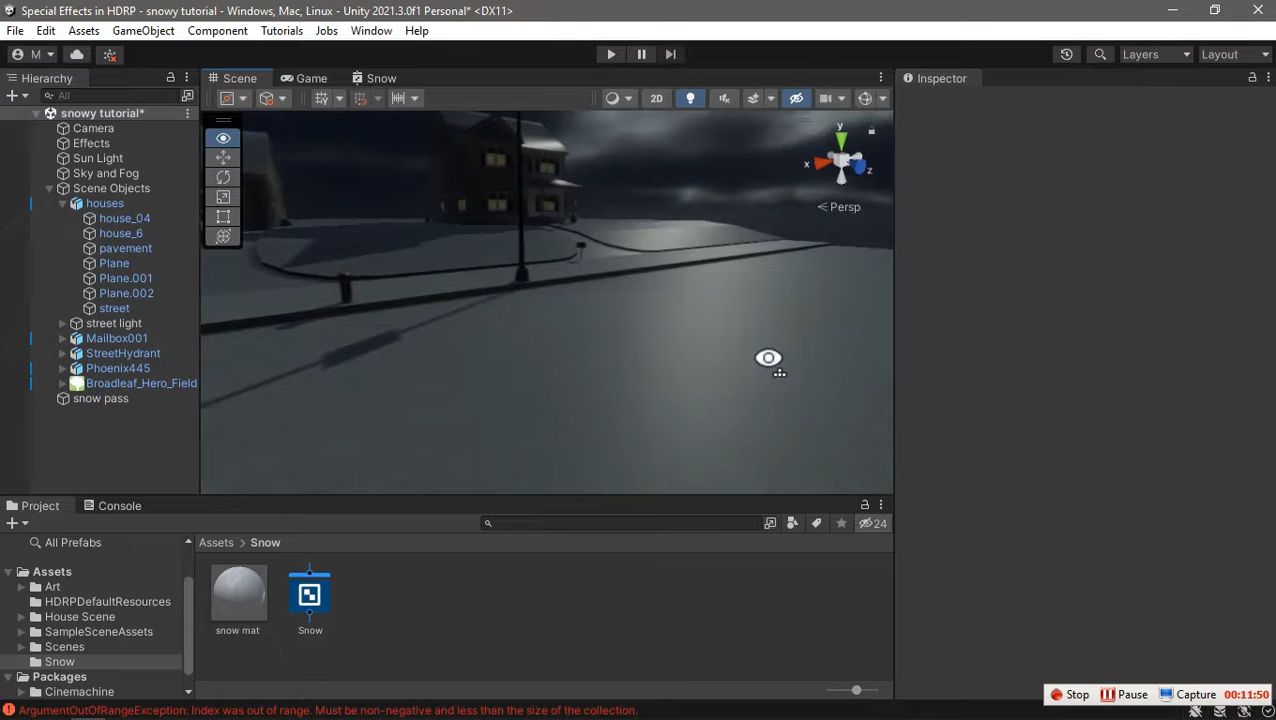 Special Effects in HDRP - snowy tutorial - Windows, Mac, Linux - Unity 2021.3.0f1 Personal* <DX11>
File Edit Assets GameObject Component Tutorials Jobs Window Help
M Layers Layout
Hierarchy Scene Game Snow Inspector
All 2D
snowy tutorial*
Camera
Effects
Sun Light
Sky and Fog
Scene Objects
houses
house_04
house_6
pavement
Plane
Plane.001
Plane.002
street
street light
Mailbox001
StreetHydrant
Phoenix445
Broadleaf_Hero_Field
snow pass
y
x
z
Persp
Project Console
24
All Prefabs
Assets > Snow
Assets
Art
HDRPDefaultResources
House Scene
SampleSceneAssets
Scenes
Snow
Packages
Cinemachine
snow mat Snow
Stop Pause Capture 00:11:50
ArgumentOutOfRangeException: Index was out of range. Must be non-negative and less than the size of the collection.